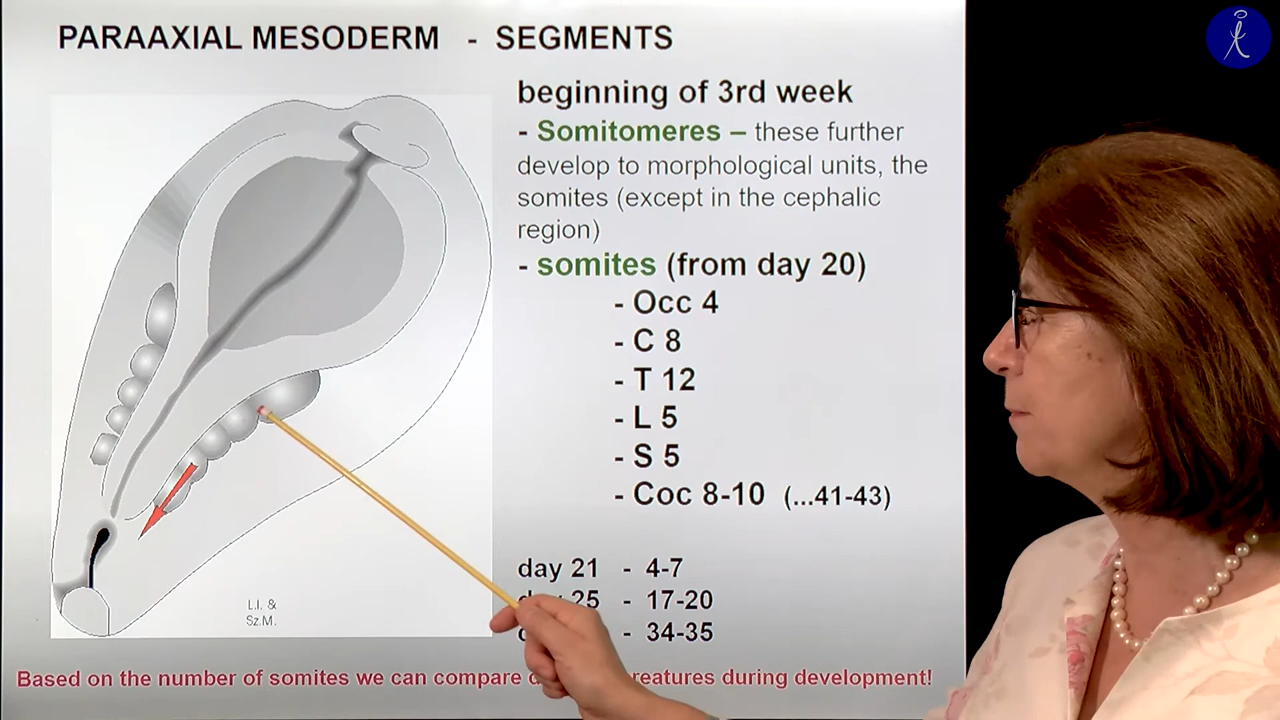 PARAAXIAL MESODERM - SEGMENTS
beginning of 3rd week
- Somitomeres – these further
develop to morphological units, the
somites (except in the cephalic
region)
- somites (from day 20)
- Occ 4
- C 8
- T 12
- L 5
- S 5
- Coc 8-10 (...41-43)
day 21 - 4-7
25 - 17-20
- 34-35
L.I. &
Sz.M.
Based on the number of somites we can compare during development!